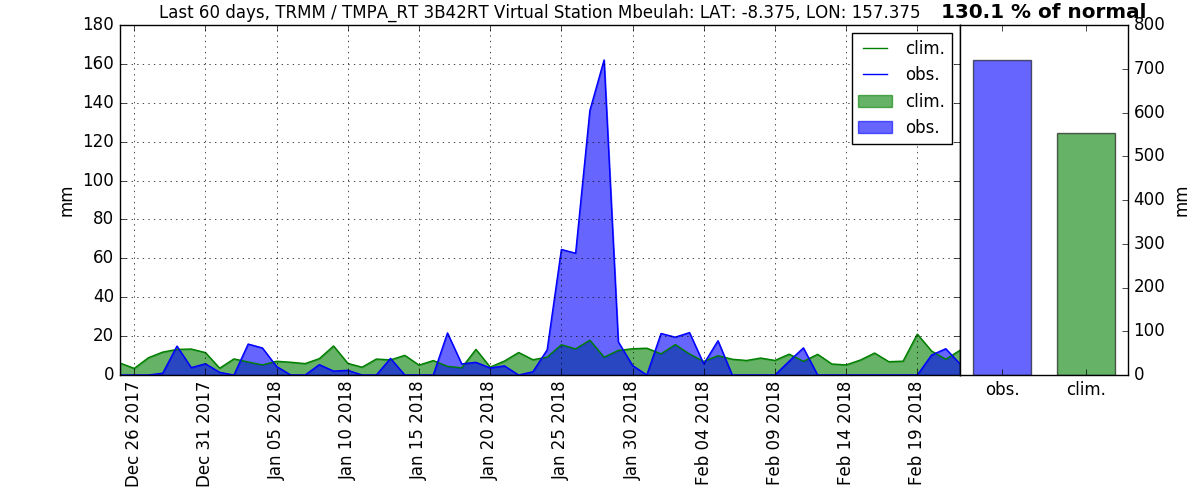 Last 60 days, TRMM / TMPA_RT 3B42RT Virtual Station Mbeulah: LAT: -8.375, LON: 157.375
130.1 % of normal
180
160
140
120
100
80
60
40
20
0
mm
clim.
obs.
clim.
obs.
Dec 26 2017
Dec 31 2017
Jan 05 2018
Jan 10 2018
Jan 15 2018
Jan 20 2018
Jan 25 2018
Jan 30 2018
Feb 04 2018
Feb 09 2018
Feb 14 2018
Feb 19 2018
800
700
600
500
400
300
200
100
0
mm
obs.
clim.